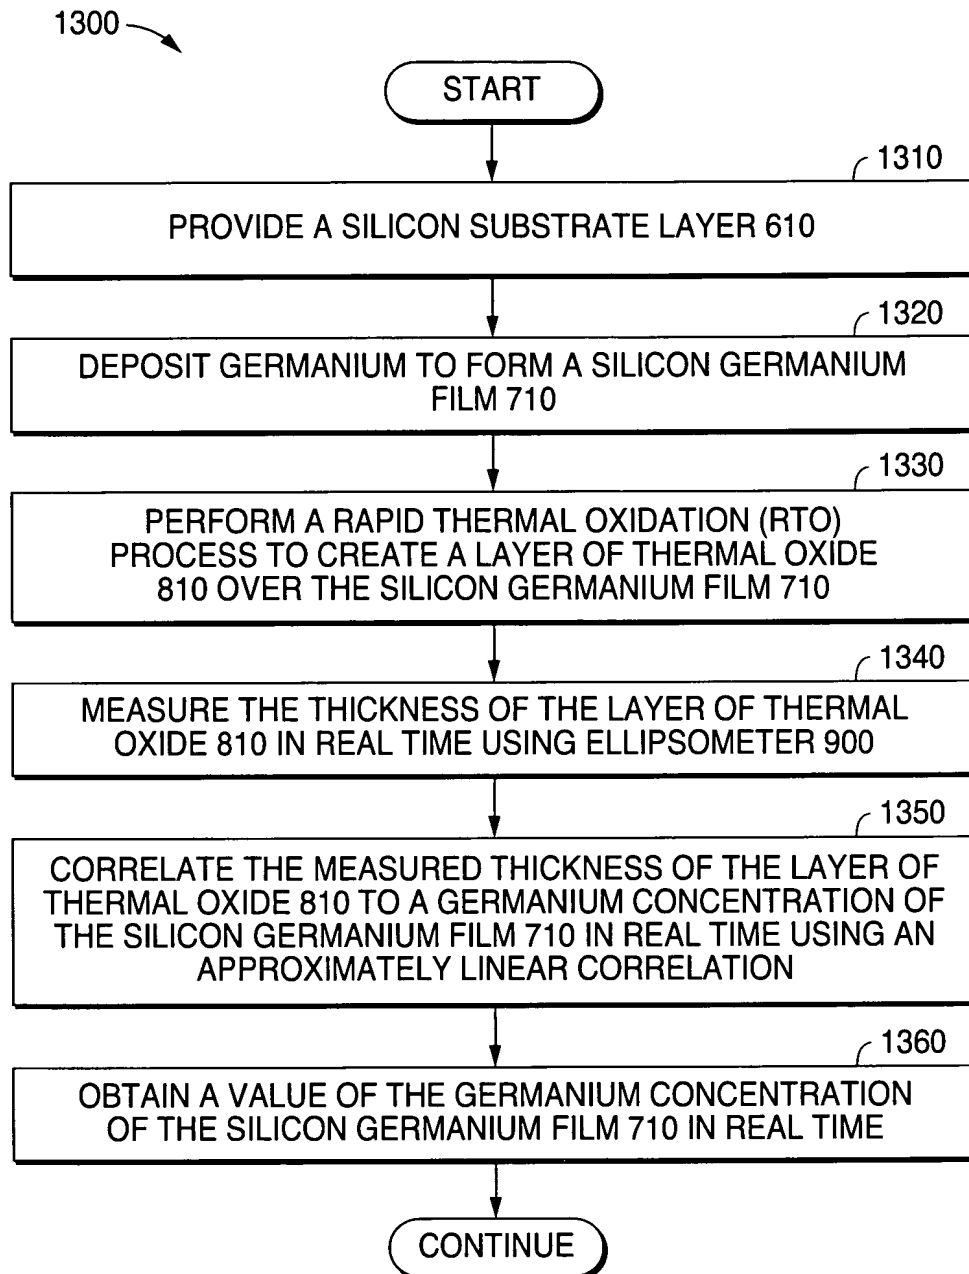 1300
START
1310
PROVIDE A SILICON SUBSTRATE LAYER 610
1320
DEPOSIT GERMANIUM TO FORM A SILICON GERMANIUM
FILM 710
1330
PERFORM A RAPID THERMAL OXIDATION (RTO)
PROCESS TO CREATE A LAYER OF THERMAL OXIDE
810 OVER THE SILICON GERMANIUM FILM 710
1340
MEASURE THE THICKNESS OF THE LAYER OF THERMAL
OXIDE 810 IN REAL TIME USING ELLIPSOMETER 900
1350
CORRELATE THE MEASURED THICKNESS OF THE LAYER OF
THERMAL OXIDE 810 TO A GERMANIUM CONCENTRATION OF
THE SILICON GERMANIUM FILM 710 IN REAL TIME USING AN
APPROXIMATELY LINEAR CORRELATION
1360
OBTAIN A VALUE OF THE GERMANIUM CONCENTRATION
OF THE SILICON GERMANIUM FILM 710 IN REAL TIME
CONTINUE